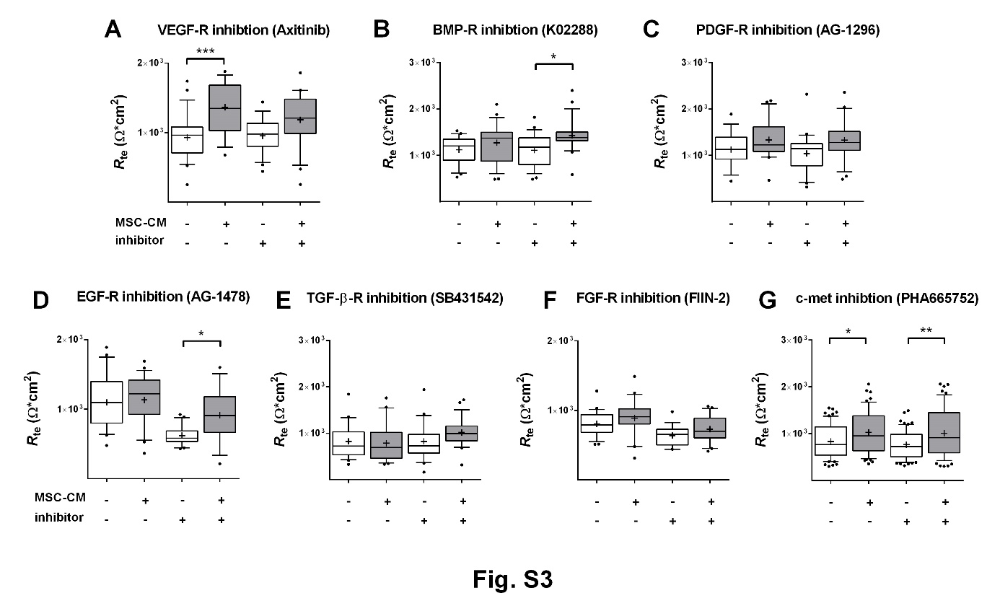 A VEGF-R inhibtion (Axitinib)
***
2×10³
1×10³
Rte (Ω*cm²)
MSC-CM - + - +
inhibitor - - + +
B BMP-R inhibtion (K02288)
*
3×10³
2×10³
1×10³
Rte (Ω*cm²)
- + - +
- - + +
C PDGF-R inhibition (AG-1296)
3×10³
2×10³
1×10³
Rte (Ω*cm²)
- + - +
- - + +
D EGF-R inhibition (AG-1478)
*
2×10³
1×10³
Rte (Ω*cm²)
MSC-CM - + - +
inhibitor - - + +
E TGF-β-R inhibition (SB431542)
3×10³
2×10³
1×10³
Rte (Ω*cm²)
- + - +
- - + +
F FGF-R inhibition (FIIN-2)
2×10³
1×10³
Rte (Ω*cm²)
- + - +
- - + +
G c-met inhibtion (PHA665752)
* **
3×10³
2×10³
1×10³
Rte (Ω*cm²)
- + - +
- - + +
Fig. S3